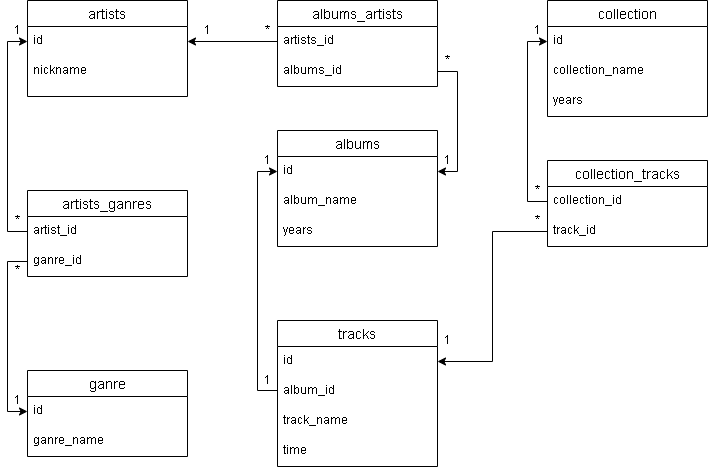 artists
id
nickname
1
1
*
albums_artists
artists_id
albums_id
*
collection
id
collection_name
years
1
albums
id
album_name
years
1
1
collection_tracks
collection_id
track_id
*
*
artists_ganres
artist_id
ganre_id
*
*
tracks
id
album_id
track_name
time
1
1
ganre
id
ganre_name
1